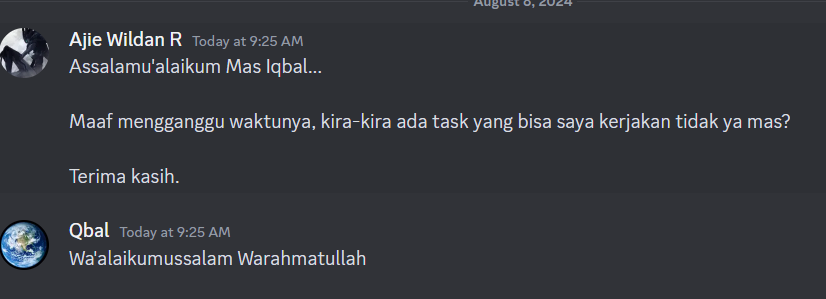 August 8, 2024
Ajie Wildan R Today at 9:25 AM
Assalamu'alaikum Mas Iqbal...
Maaf mengganggu waktunya, kira-kira ada task yang bisa saya kerjakan tidak ya mas?
Terima kasih.
Qbal Today at 9:25 AM
Wa'alaikumussalam Warahmatullah